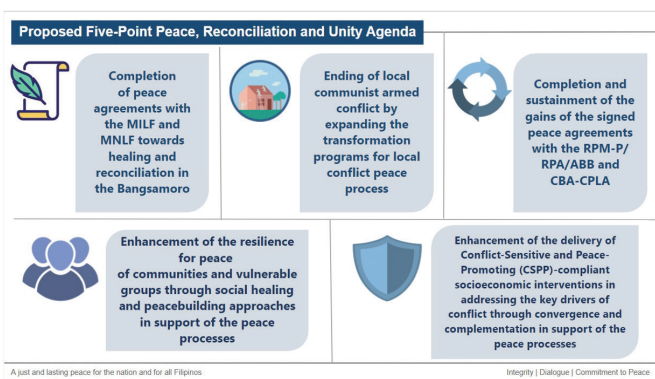 Proposed Five-Point Peace, Reconciliation and Unity Agenda
Completion
of peace
agreements with
the MILF and
MNLF towards
healing and
reconciliation in
the Bangsamoro
Ending of local
communist armed
conflict by
expanding the
transformation
programs for local
conflict peace
process
Completion and
sustainment of the
gains of the signed
peace agreements
with the RPM-P/
RPA/ABB and
CBA-CPLA
Enhancement of the resilience
for peace
of communities and vulnerable
groups through social healing
and peacebuilding approaches
in support of the peace
processes
Enhancement of the delivery of
Conflict-Sensitive and Peace-
Promoting (CSPP)-compliant
socioeconomic interventions in
addressing the key drivers of
conflict through convergence and
complementation in support of the
peace processes
A just and lasting peace for the nation and for all Filipinos
Integrity | Dialogue | Commitment to Peace